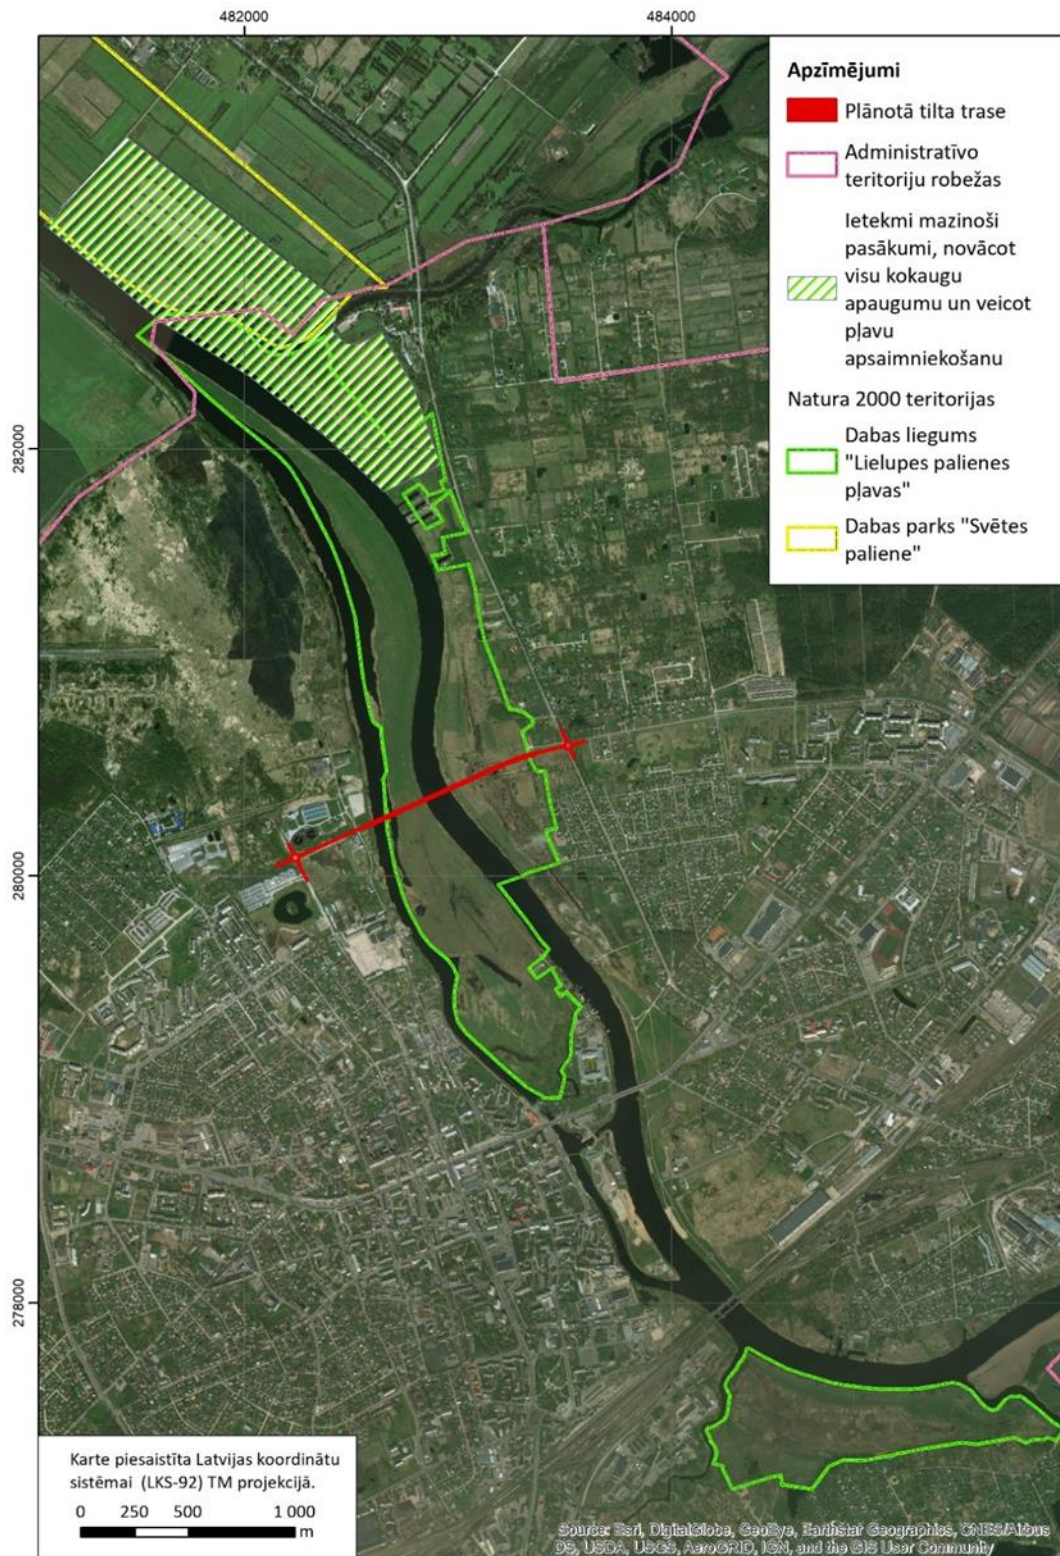 482000
484000
Apzīmējumi
Plānotā tilta trase
Administratīvo
teritoriju robežas
Ietekmi mazinoši
pasākumi, novācot
visu kokaugu
apaugumu un veicot
pļavu
apsaimniekošanu
Natura 2000 teritorijas
Dabas liegums
"Lielupes palienes
pļavas"
Dabas parks "Svētes
paliene"
282000
280000
278000
Karte piesaistīta Latvijas koordinātu
sistēmai (LKS-92) TM projekcijā.
0 250 500 1 000
m
Source: Esri, DigitalGlobe, GeoEye, Earthstar Geographics, CNES/Airbus
DS, USDA, USGS, AeroGRID, IGN, and the GIS User Community